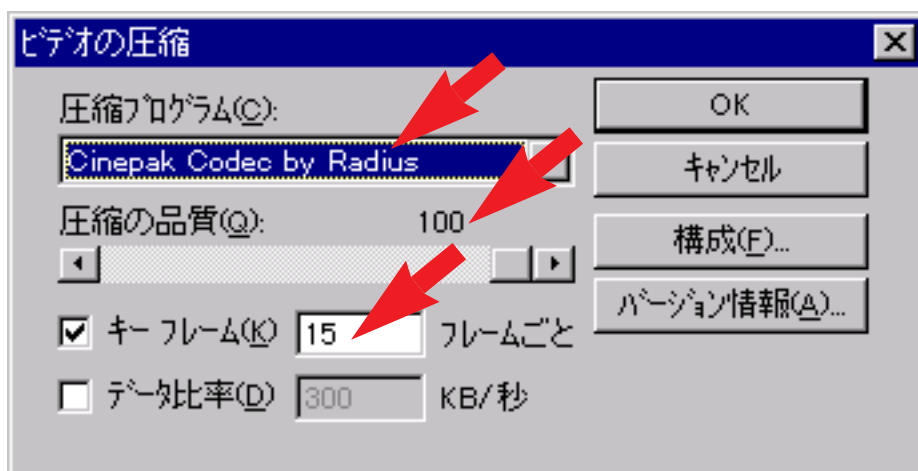 ビデオの圧縮
圧縮プログラム(C):
Cinepak Codec by Radius
圧縮の品質(Q): 100
キー フレーム(K) 15 フレームごと
データ比率(D) 300 KB/秒
OK
キャンセル
構成(F)...
バージョン情報(A)...